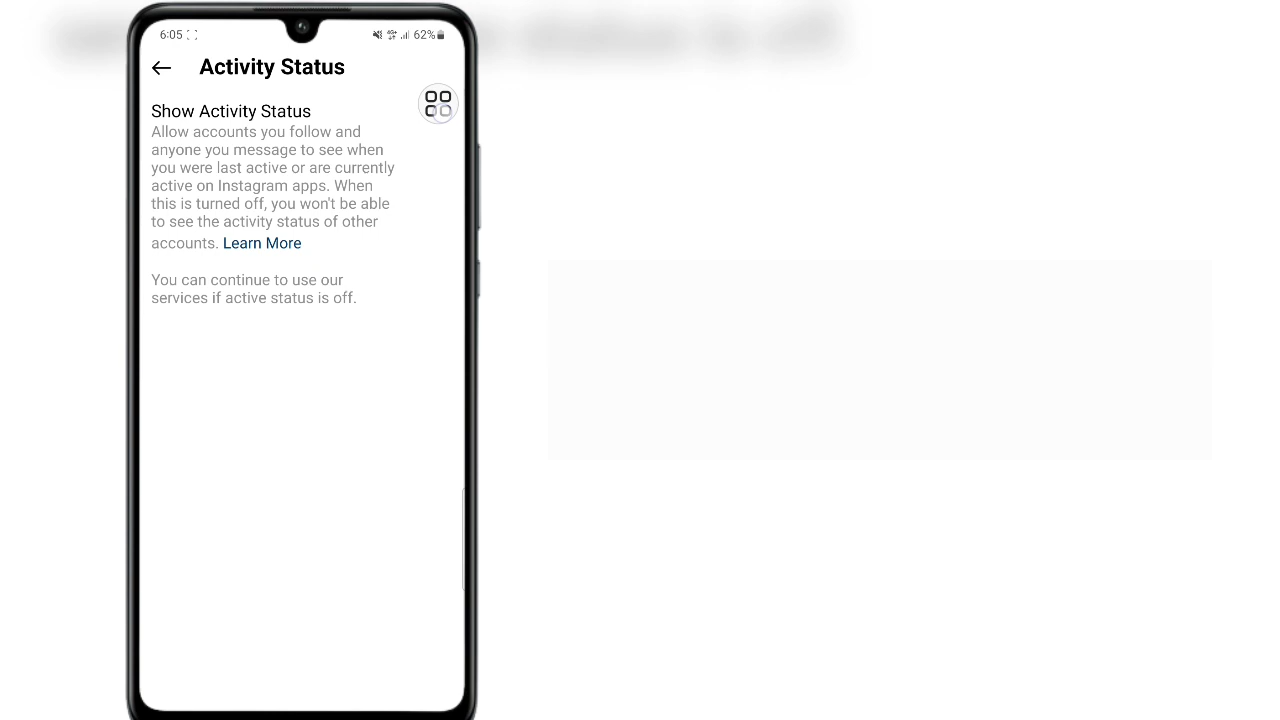 6:05 62%
Activity Status
Show Activity Status
Allow accounts you follow and
anyone you message to see when
you were last active or are currently
active on Instagram apps. When
this is turned off, you won't be able
to see the activity status of other
accounts. Learn More
You can continue to use our
services if active status is off.